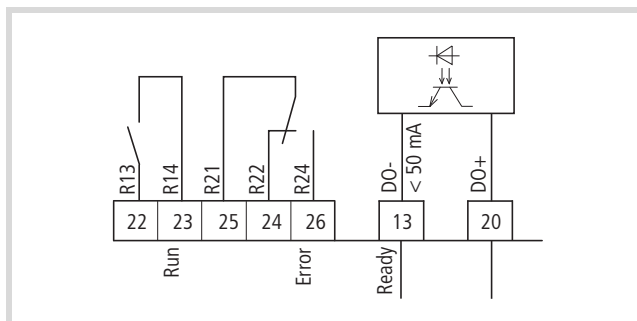 R13
R14
R21
R22
R24
DO-
< 50 mA
DO+
22
23
25
24
26
13
20
Run
Error
Ready